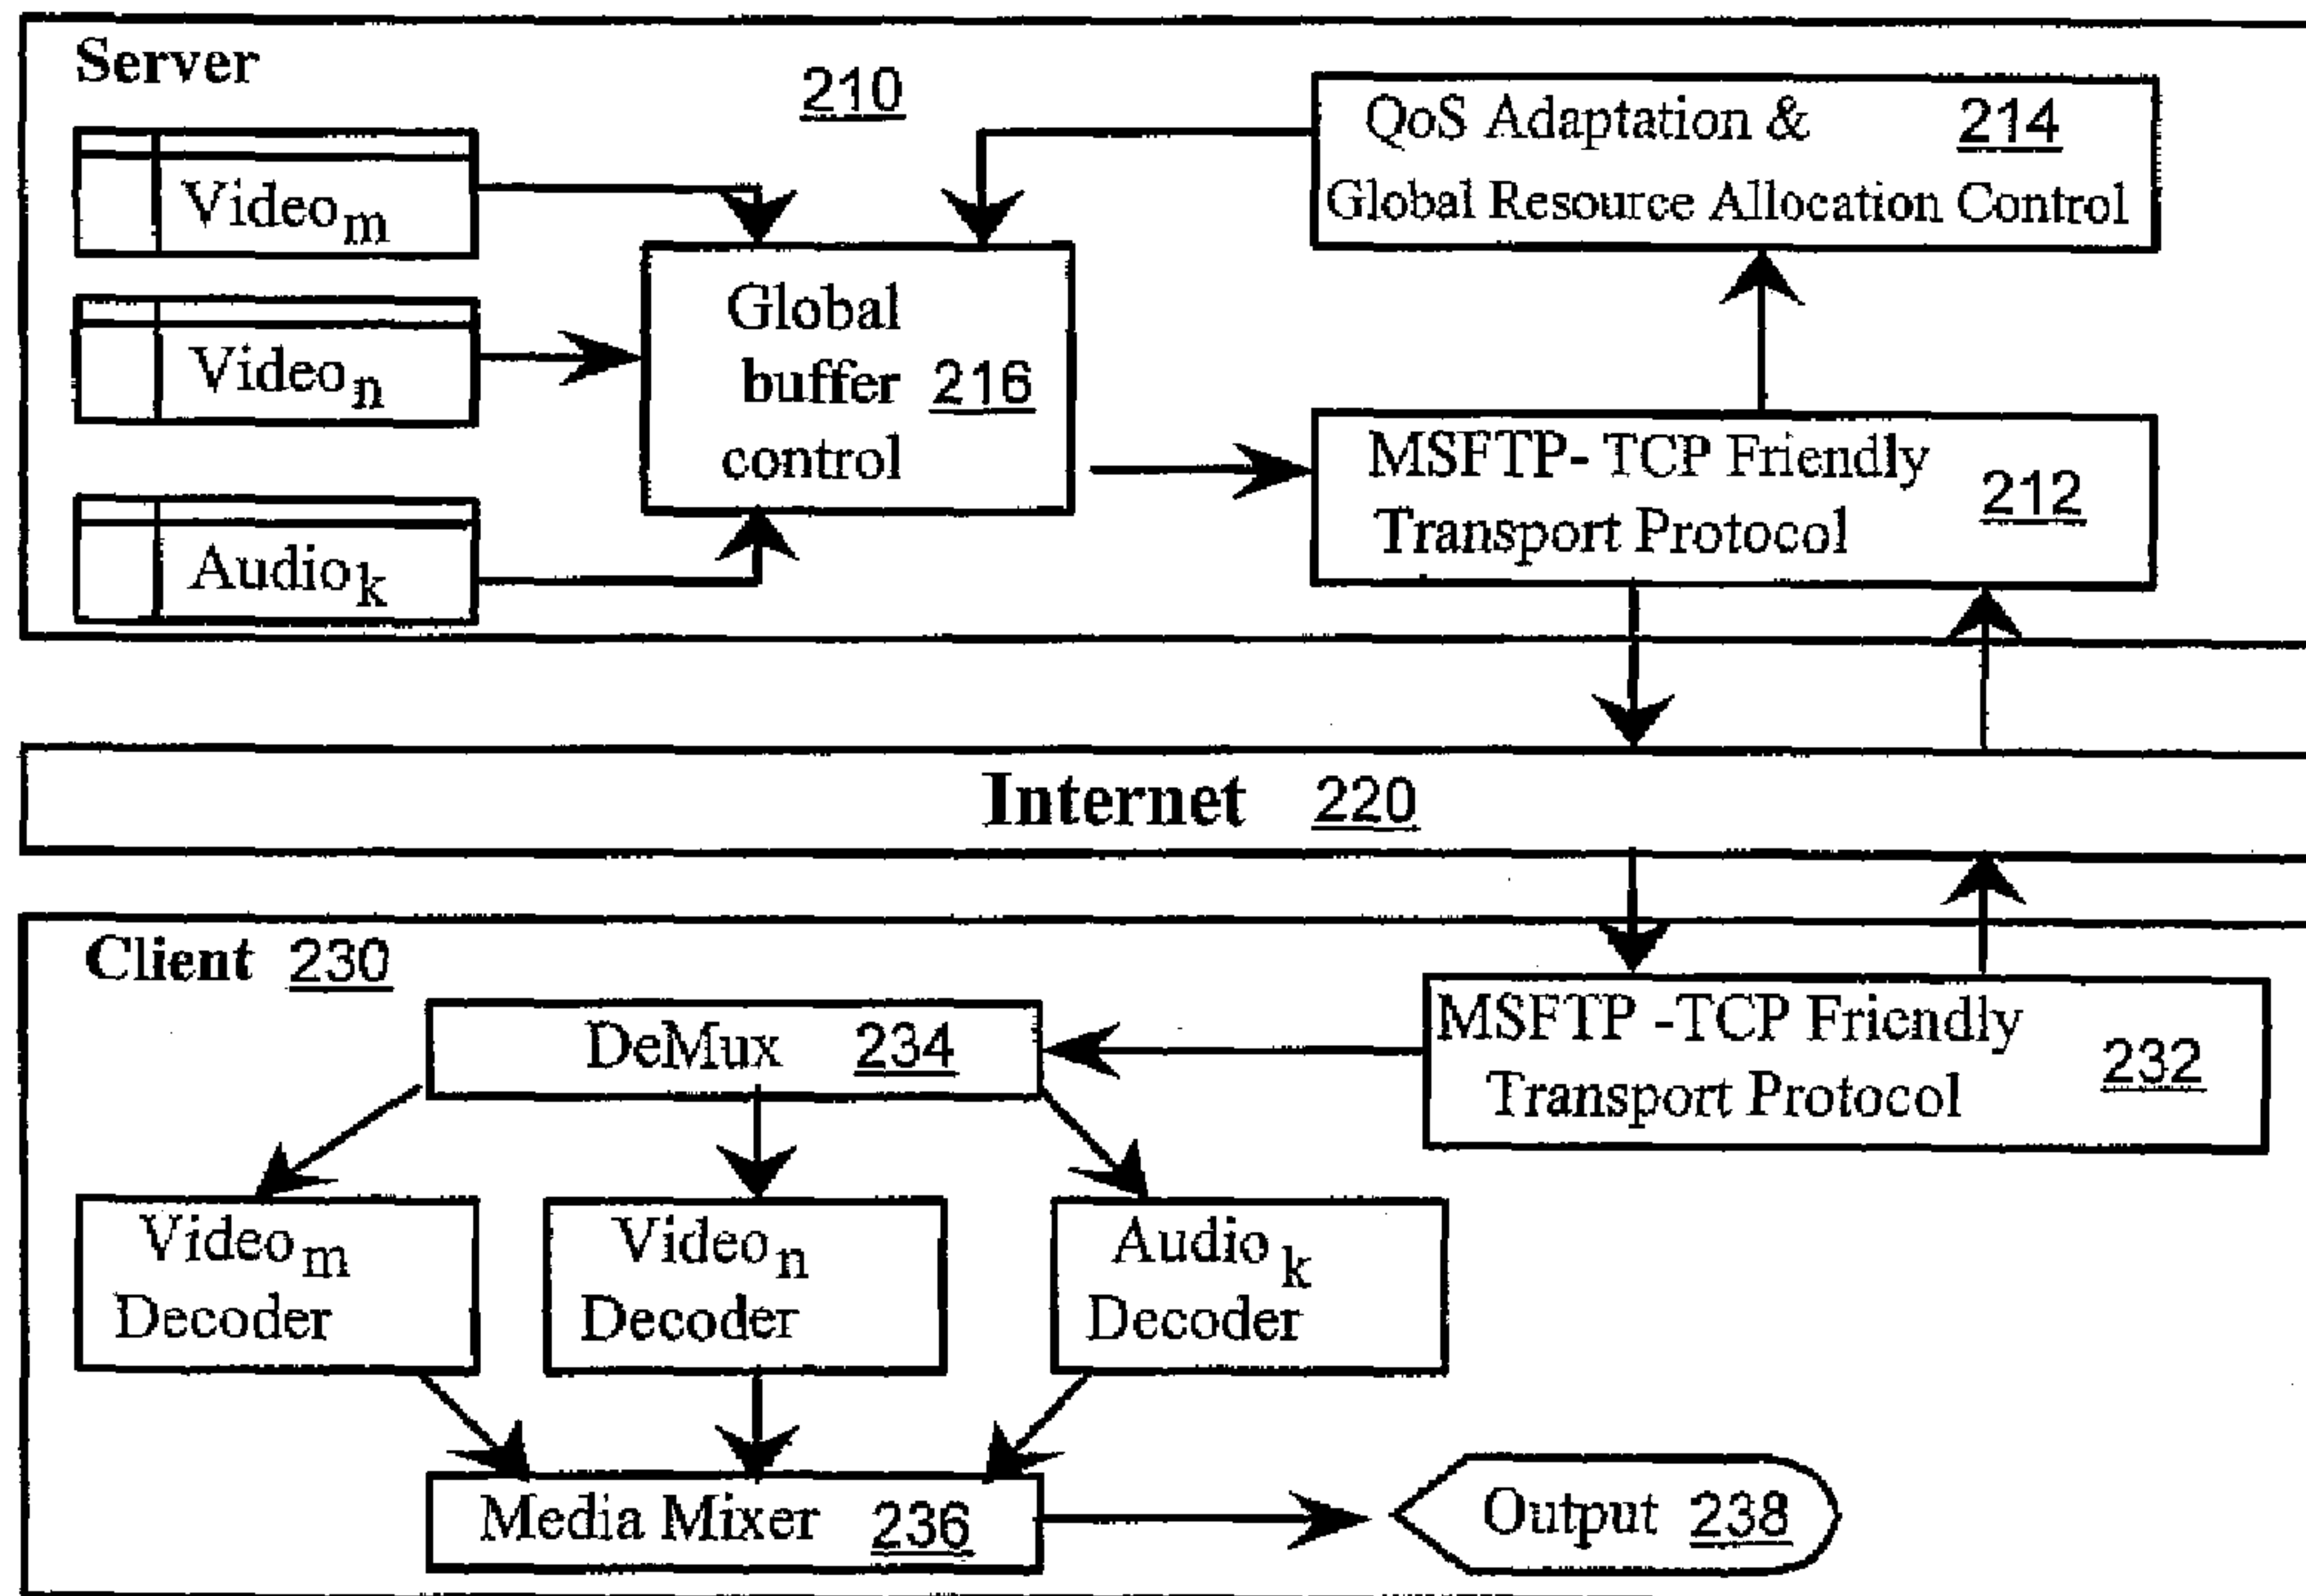 Server
210
QoS Adaptation & 214
Global Resource Allocation Control
Videom
Videon
Audiok
Global
buffer 216
control
MSFTP- TCP Friendly
Transport Protocol 212
Internet 220
Client 230
DeMux 234
MSFTP -TCP Friendly
Transport Protocol 232
Videom
Decoder
Videon
Decoder
Audiok
Decoder
Media Mixer 236
Output 238